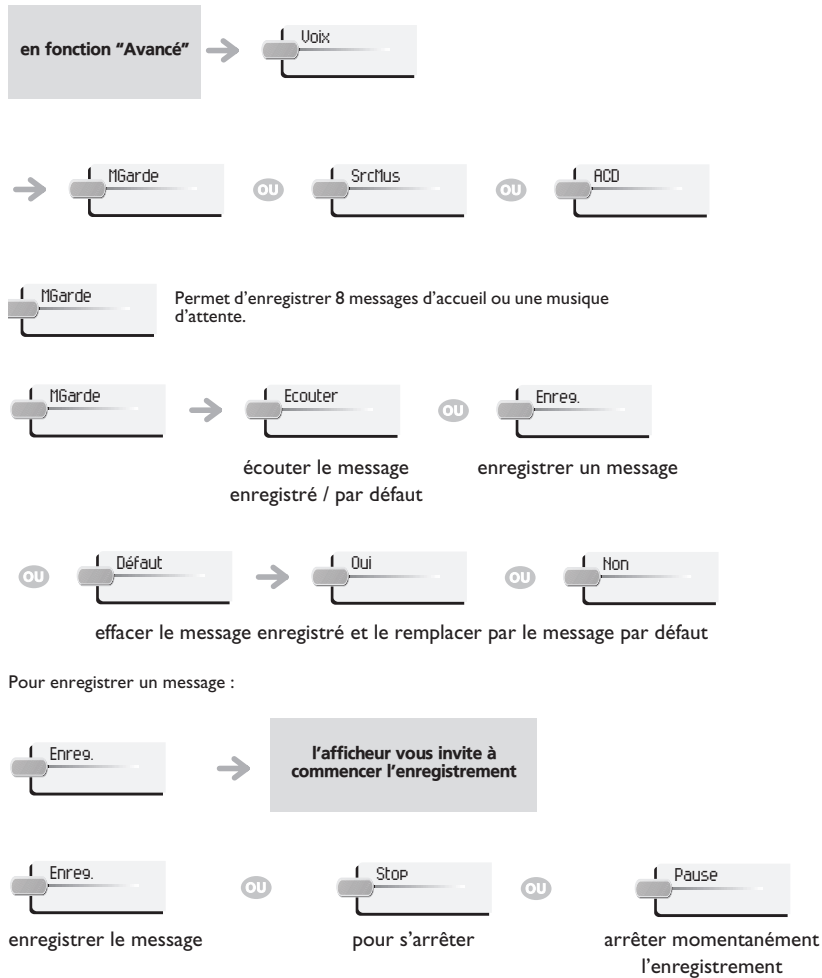 en fonction “Avancé”
Voix
MGarde
OU
SrcMus
OU
ACD
MGarde
Permet d'enregistrer 8 messages d'accueil ou une musique
d'attente.
MGarde
Ecouter
OU
Enreg.
écouter le message
enregistré / par défaut
enregistrer un message
OU
Défaut
Oui
OU
Non
effacer le message enregistré et le remplacer par le message par défaut
Pour enregistrer un message :
Enreg.
l’afficheur vous invite à
commencer l’enregistrement
Enreg.
OU
Stop
OU
Pause
enregistrer le message
pour s'arrêter
arrêter momentanément
l'enregistrement